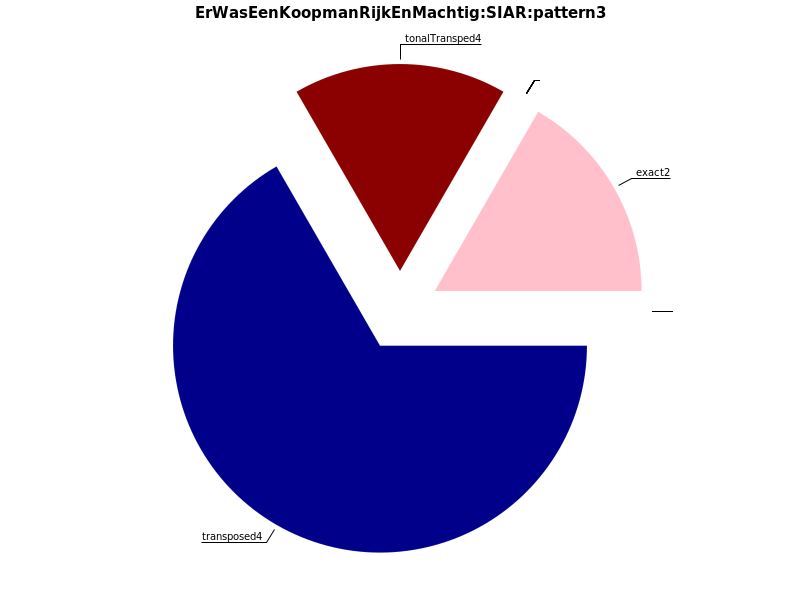 ErWasEenKoopmanRijkEnMachtig:SIAR:pattern3
tonalTransped4
exact2
transposed4